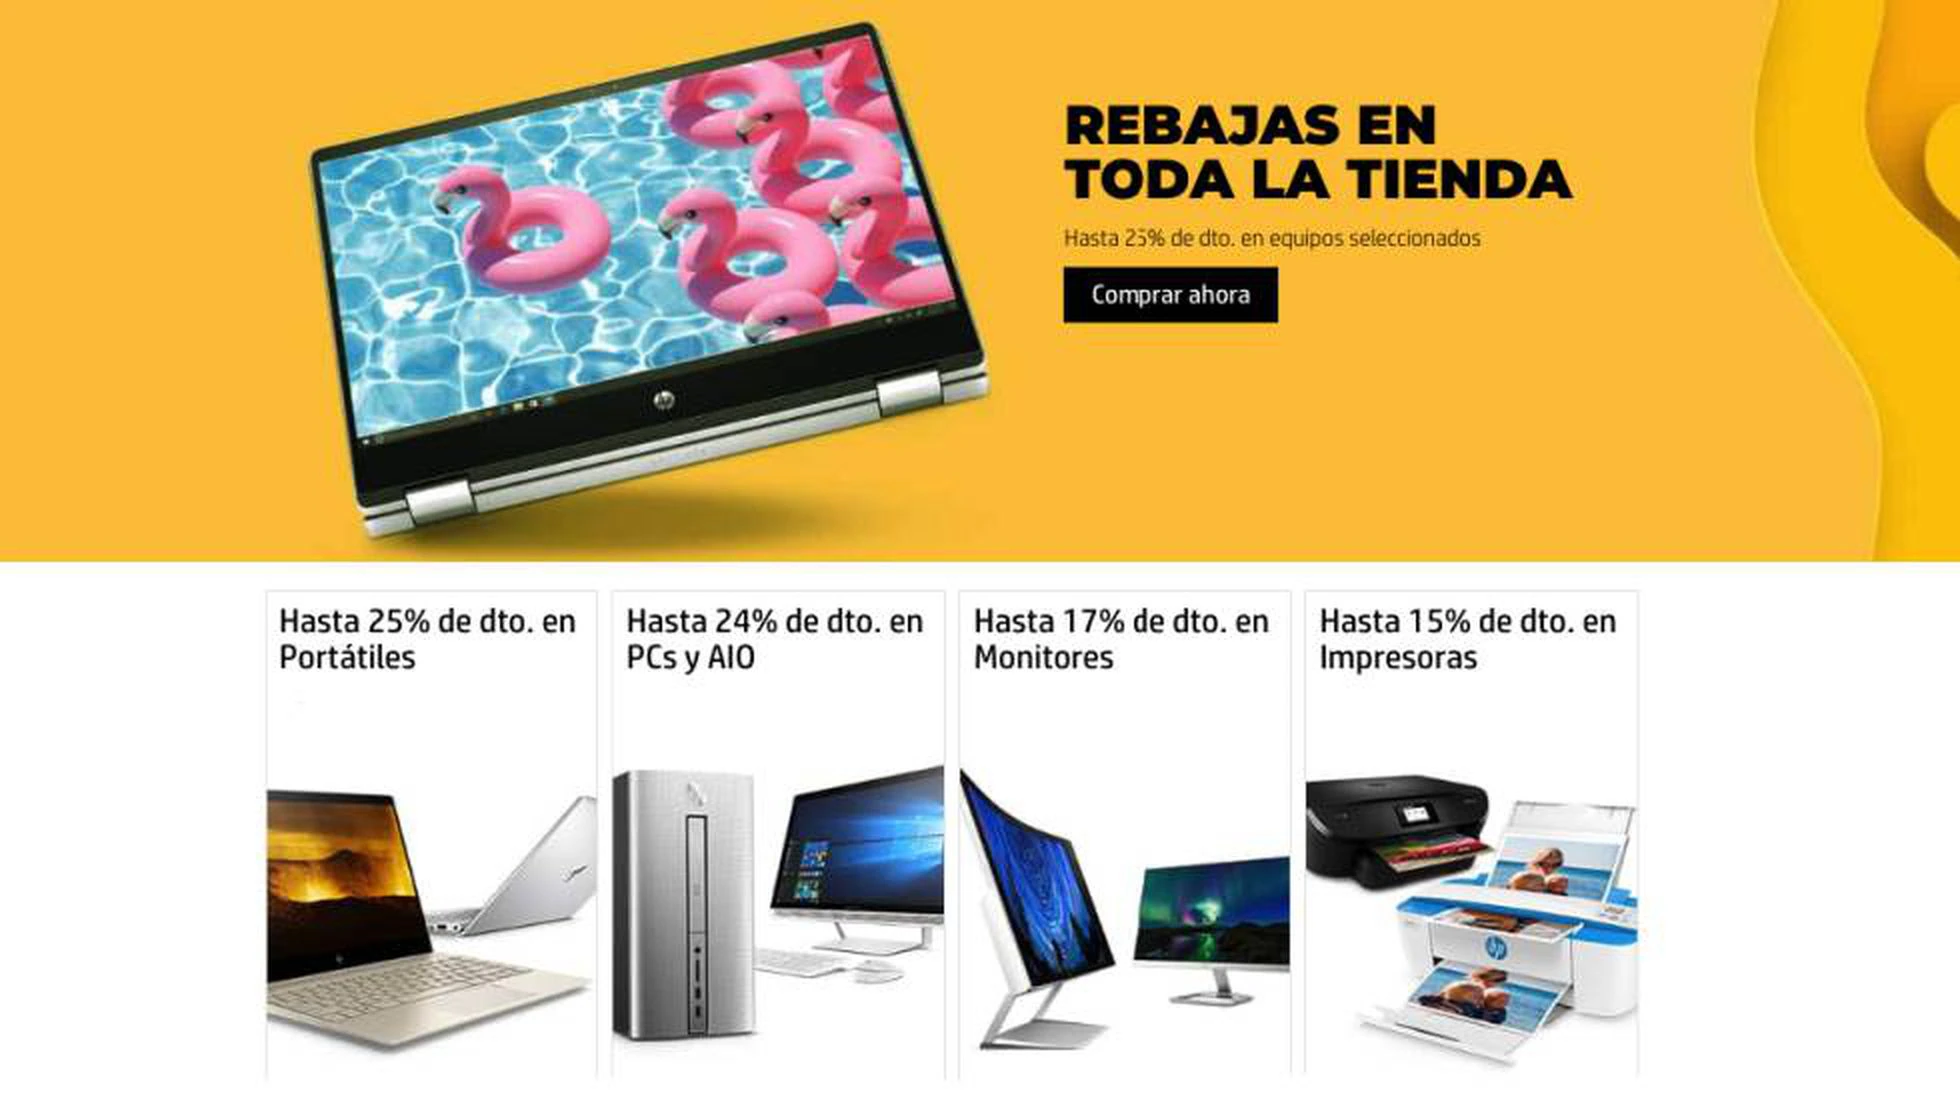 REBAJAS EN
TODA LA TIENDA
Hasta 25% de dto. en equipos seleccionados
Comprar ahora
hp
Hasta 25% de dto. en
Portátiles
Hasta 24% de dto. en
PCs y AIO
Hasta 17% de dto. en
Monitores
Hasta 15% de dto. en
Impresoras
hp